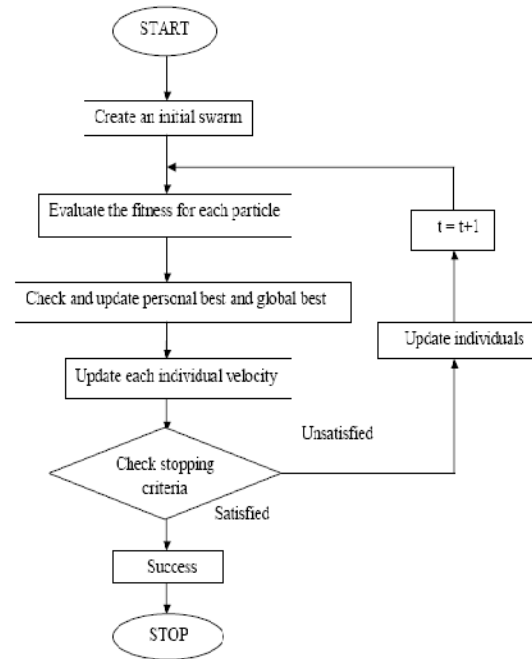 START
Create an initial swarm
Evaluate the fitness for each particle
t = t+1
Check and update personal best and global best
Update individuals
Update each individual velocity
Unsatisfied
Check stopping
criteria
Satisfied
Success
STOP